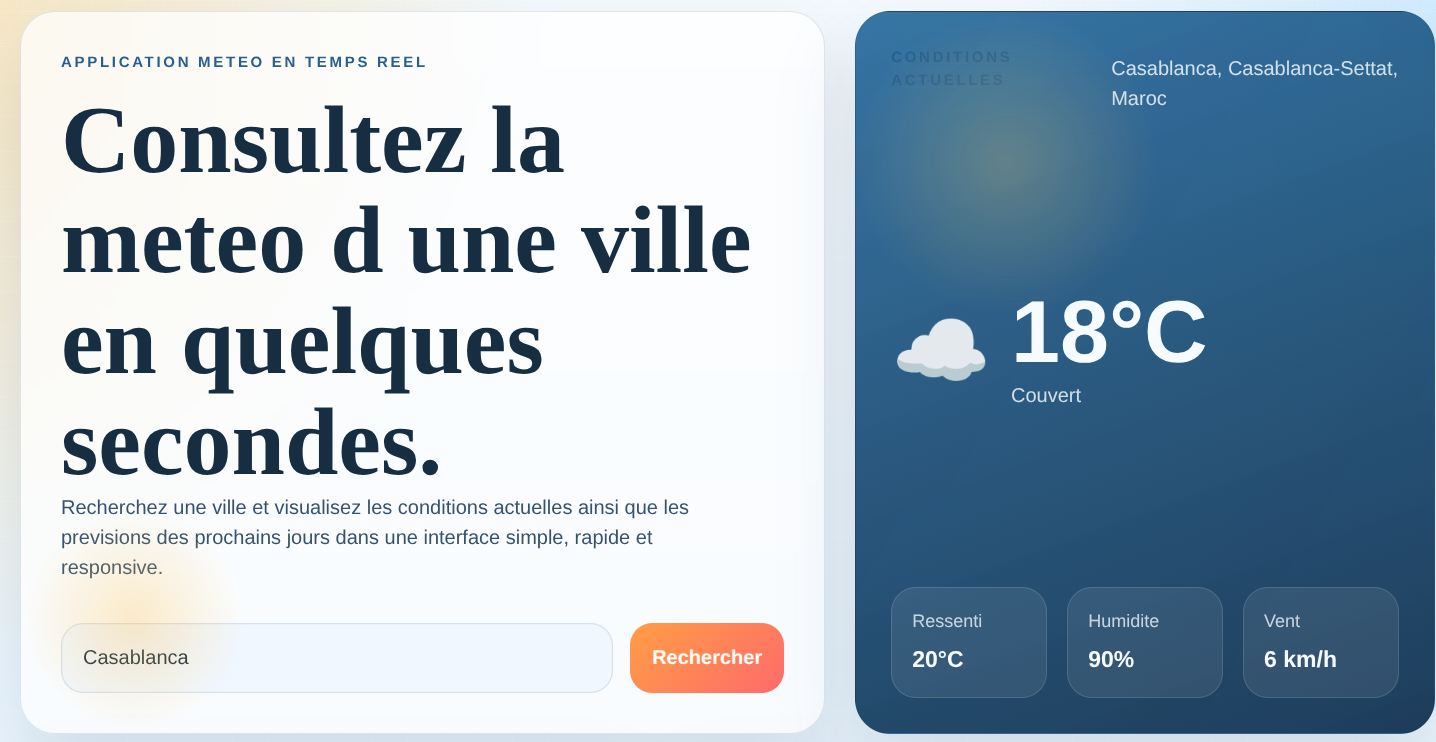 APPLICATION METEO EN TEMPS REEL
Consultez la
meteo d une ville
en quelques
secondes.
Recherchez une ville et visualisez les conditions actuelles ainsi que les
previsions des prochains jours dans une interface simple, rapide et
responsive.
Casablanca
Rechercher
CONDITIONS
ACTUELLES
Casablanca, Casablanca-Settat,
Maroc
18°C
Couvert
Ressenti
20°C
Humidite
90%
Vent
6 km/h